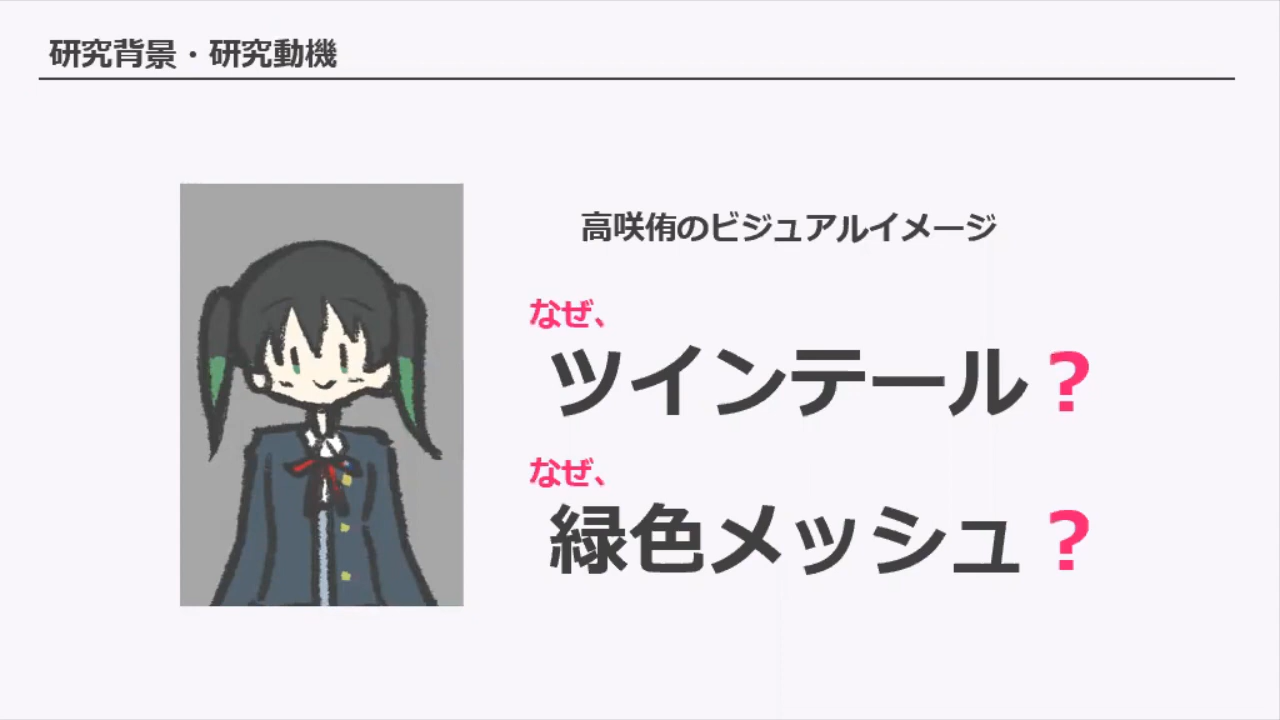 研究背景・研究動機
高咲侑のビジュアルイメージ
なぜ、
ツインテール？
なぜ、
緑色メッシュ？